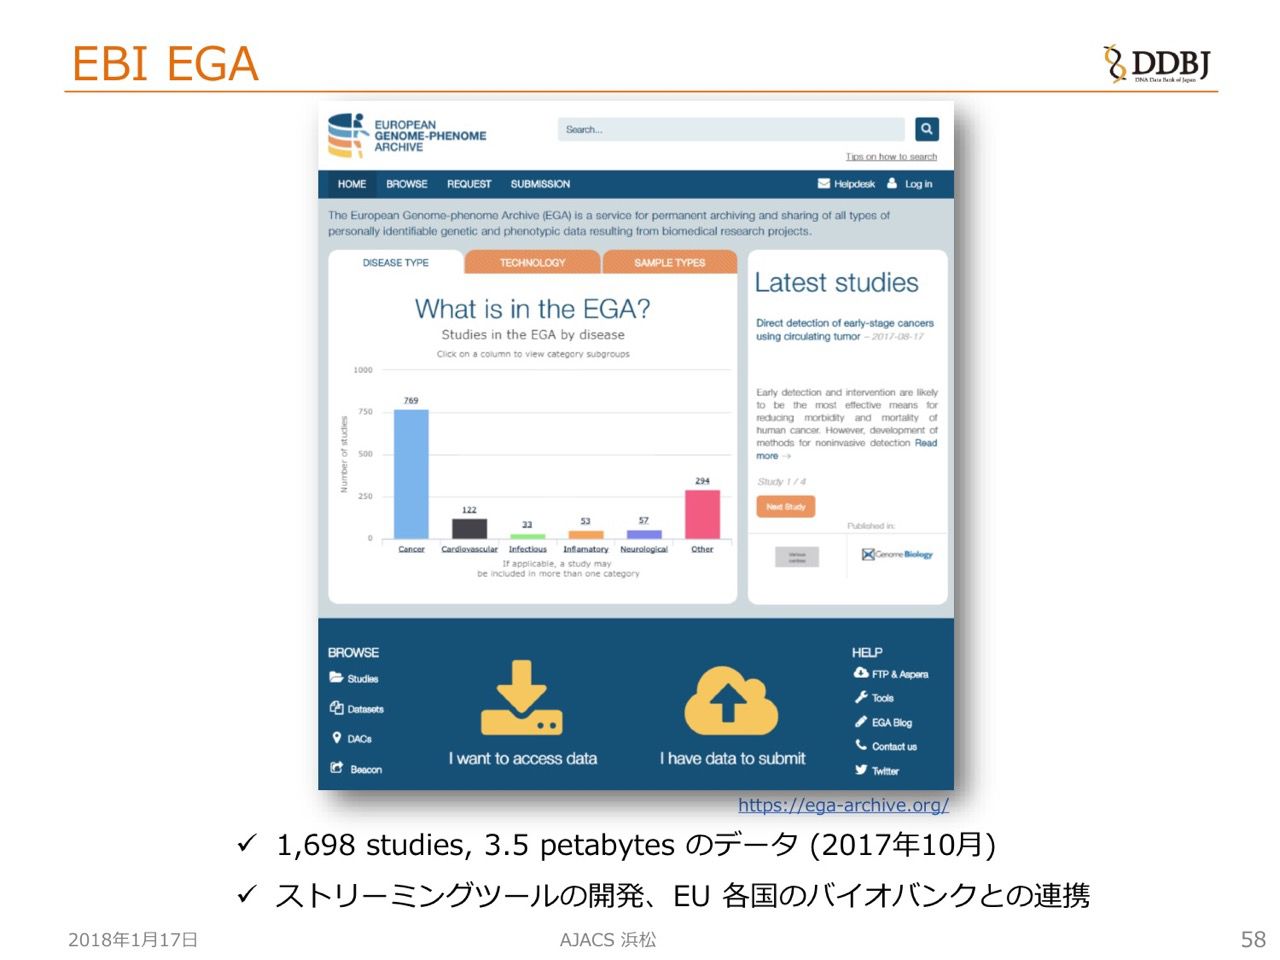 EBI EGA
DDBJ
DNA Data Bank of Japan
EUROPEAN
GENOME-PHENOME
ARCHIVE
Search...
Tips on how to search
HOME BROWSE REQUEST SUBMISSION Helpdesk Log in
The European Genome-phenome Archive (EGA) is a service for permanent archiving and sharing of all types of
personally identifiable genetic and phenotypic data resulting from biomedical research projects.
DISEASE TYPE TECHNOLOGY SAMPLE TYPES
What is in the EGA?
Studies in the EGA by disease
Click on a column to view category subgroups
Number of studies
1000
750
500
250
0
769
122
33
53
57
294
Cancer Cardiovascular Infectious Inflamatory Neurological Other
If applicable, a study may
be included in more than one category
Latest studies
Direct detection of early-stage cancers
using circulating tumor – 2017-08-17
Early detection and intervention are likely
to be the most effective means for
reducing morbidity and mortality of
human cancer. However, development of
methods for noninvasive detection Read
more →
Study 1 / 4
Next Study
Published in:
Various
GenomeBiology
BROWSE
Studies
Datasets
DACs
Beacon
I want to access data
I have data to submit
HELP
FTP & Aspera
Tools
EGA Blog
Contact us
Twitter
https://ega-archive.org/
✓ 1,698 studies, 3.5 petabytes のデータ (2017年10月)
✓ ストリーミングツールの開発、EU 各国のバイオバンクとの連携
2018年1月17日
AJACS 浜松
58